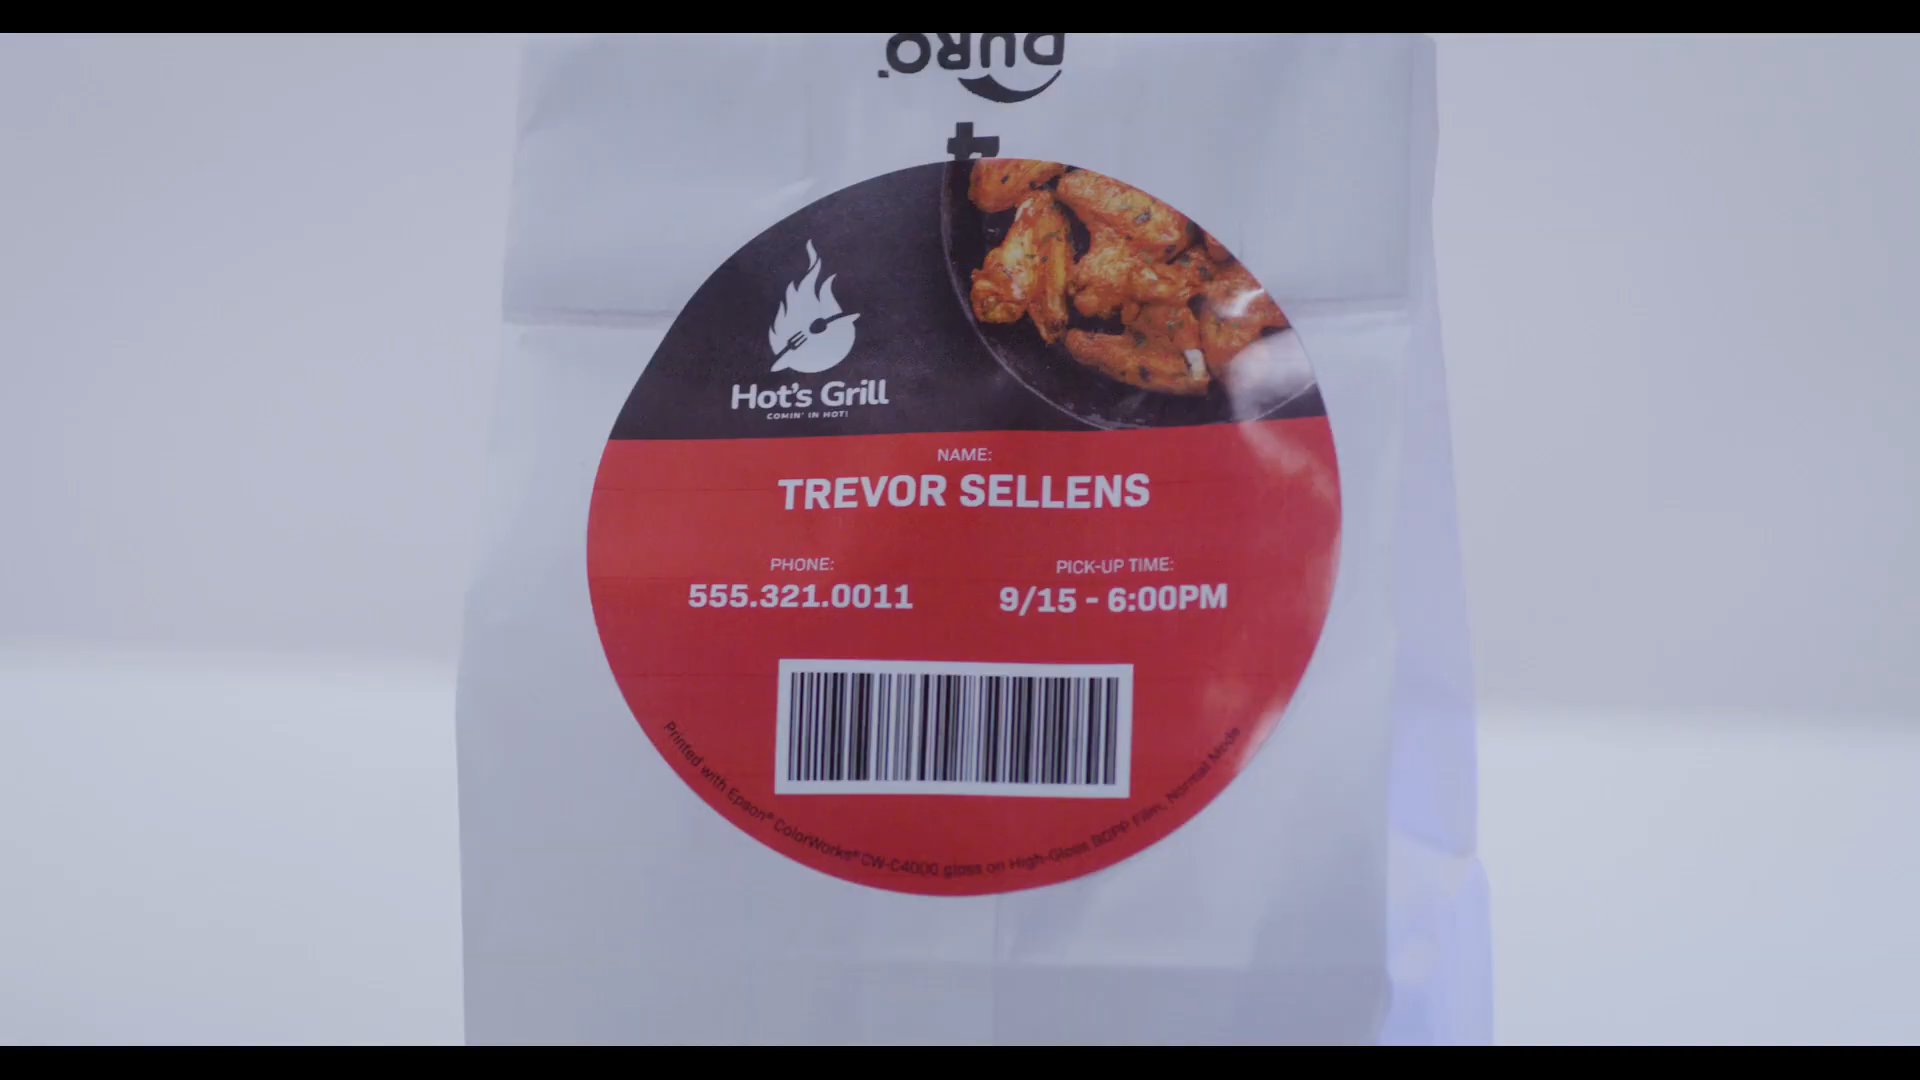 DURO
4
Hot's Grill
COMIN' IN HOT!
NAME:
TREVOR SELLENS
PHONE:
555.321.0011
PICK-UP TIME:
9/15 - 6:00PM
Printed with Epson® ColorWorks® CW-C4000 gloss on High-Gloss BOPP Film, Normal Mode